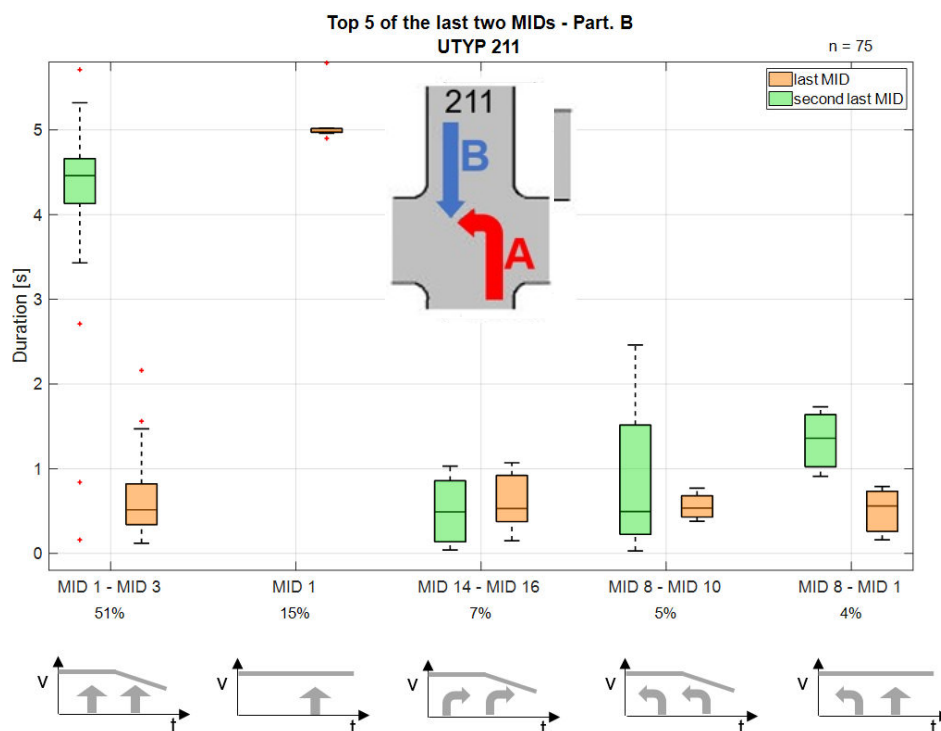 Top 5 of the last two MIDs - Part. B
UTYP 211
n = 75
last MID
second last MID
211
B
A
Duration [s]
5
4
3
2
1
0
MID 1 - MID 3
MID 1
MID 14 - MID 16
MID 8 - MID 10
MID 8 - MID 1
51%
15%
7%
5%
4%
V
t
V
t
V
t
V
t
V
t